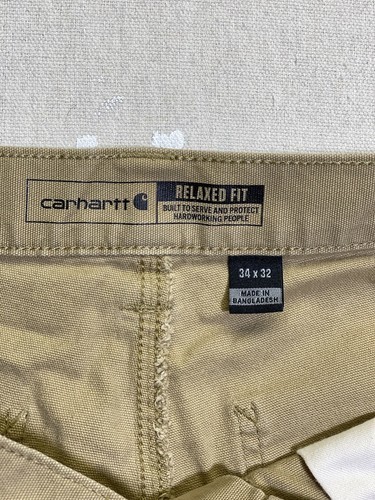 carhartt
RELAXED FIT
BUILT TO SERVE AND PROTECT
HARDWORKING PEOPLE
34 x 32
MADE IN
BANGLADESH